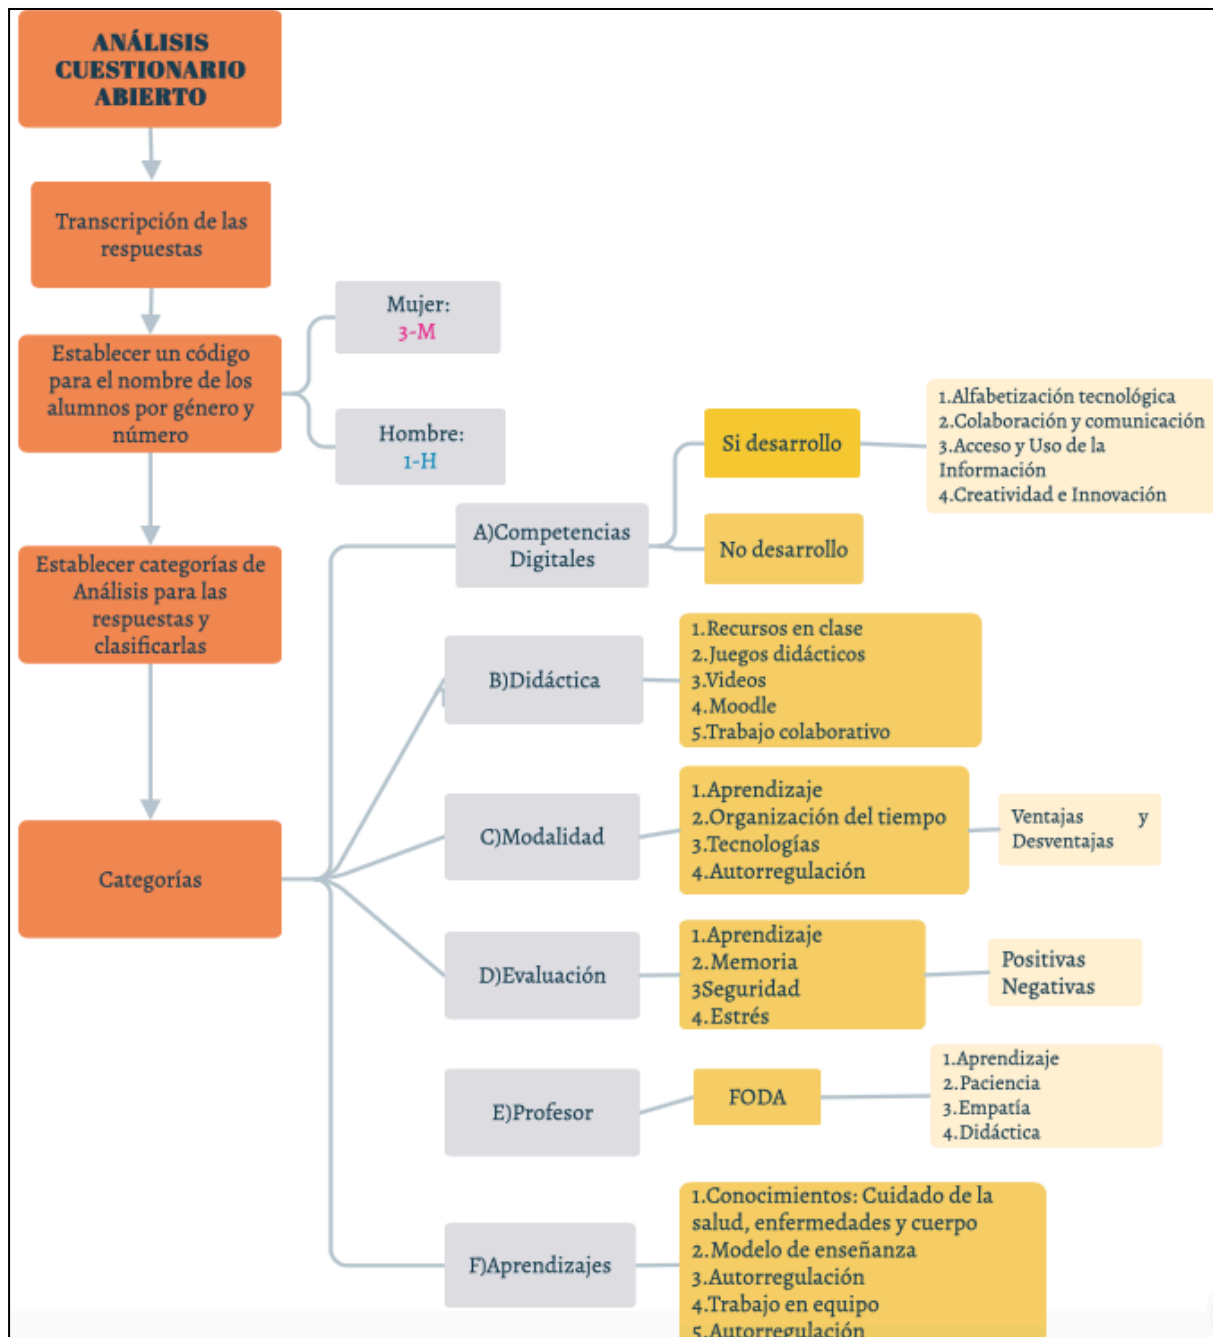 ANÁLISIS
CUESTIONARIO
ABIERTO
Transcripción de las
respuestas
Establecer un código
para el nombre de los
alumnos por género y
número
Mujer:
3-M
Hombre:
1-H
Establecer categorías de
Análisis para las
respuestas y
clasificarlas
Categorías
A)Competencias
Digitales
Si desarrollo
1.Alfabetización tecnológica
2.Colaboración y comunicación
3.Acceso y Uso de la
Información
4.Creatividad e Innovación
No desarrollo
B)Didáctica
1.Recursos en clase
2.Juegos didácticos
3.Videos
4.Moodle
5.Trabajo colaborativo
C)Modalidad
1.Aprendizaje
2.Organización del tiempo
3.Tecnologías
4.Autorregulación
Ventajas y
Desventajas
D)Evaluación
1.Aprendizaje
2.Memoria
3Seguridad
4.Estrés
Positivas
Negativas
E)Profesor
FODA
1.Aprendizaje
2.Paciencia
3.Empatía
4.Didáctica
F)Aprendizajes
1.Conocimientos: Cuidado de la
salud, enfermedades y cuerpo
2.Modelo de enseñanza
3.Autorregulación
4.Trabajo en equipo
5.Autorregulación